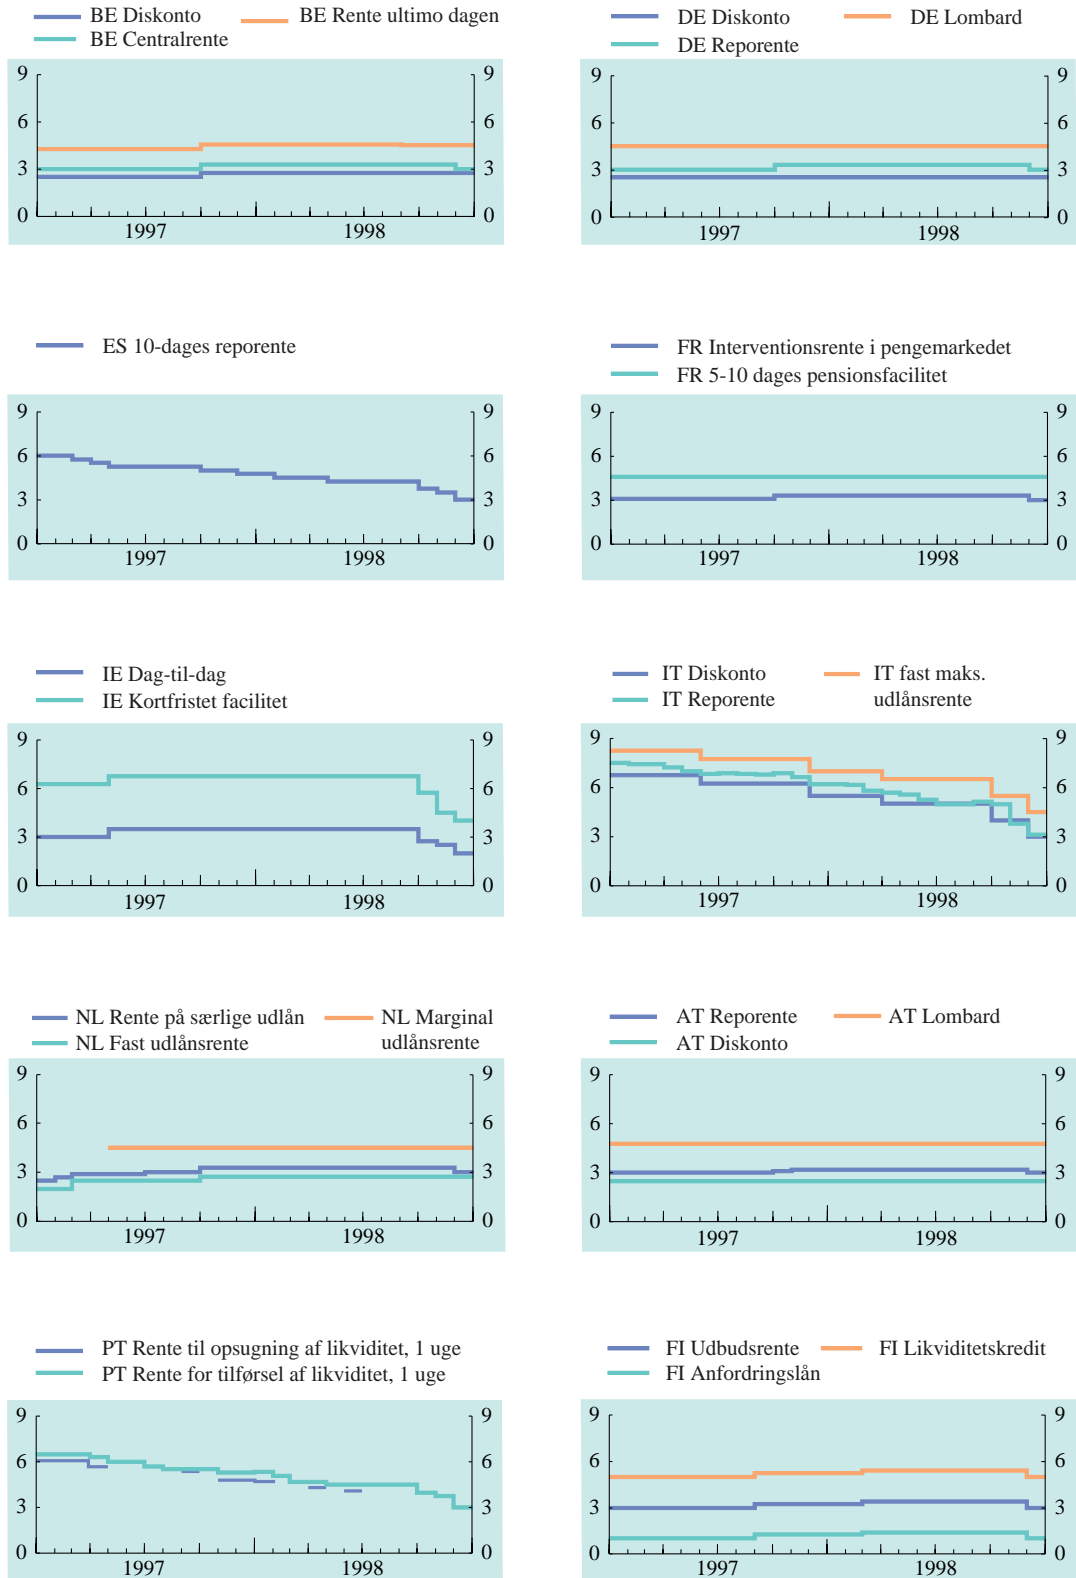 BE Diskonto
BE Rente ultimo dagen
BE Centralrente
9 9
6 6
3 3
0 0
1997 1998
DE Diskonto
DE Lombard
DE Reporente
9 9
6 6
3 3
0 0
1997 1998
ES 10-dages reporente
9 9
6 6
3 3
0 0
1997 1998
FR Interventionsrente i pengemarkedet
FR 5-10 dages pensionsfacilitet
9 9
6 6
3 3
0 0
1997 1998
IE Dag-til-dag
IE Kortfristet facilitet
9 9
6 6
3 3
0 0
1997 1998
IT Diskonto
IT fast maks.
udlånsrente
IT Reporente
9 9
6 6
3 3
0 0
1997 1998
NL Rente på særlige udlån
NL Marginal
udlånsrente
NL Fast udlånsrente
9 9
6 6
3 3
0 0
1997 1998
AT Reporente
AT Lombard
AT Diskonto
9 9
6 6
3 3
0 0
1997 1998
PT Rente til opsugning af likviditet, 1 uge
PT Rente for tilførsel af likviditet, 1 uge
9 9
6 6
3 3
0 0
1997 1998
FI Udbudsrente
FI Likviditetskredit
FI Anfordringslån
9 9
6 6
3 3
0 0
1997 1998